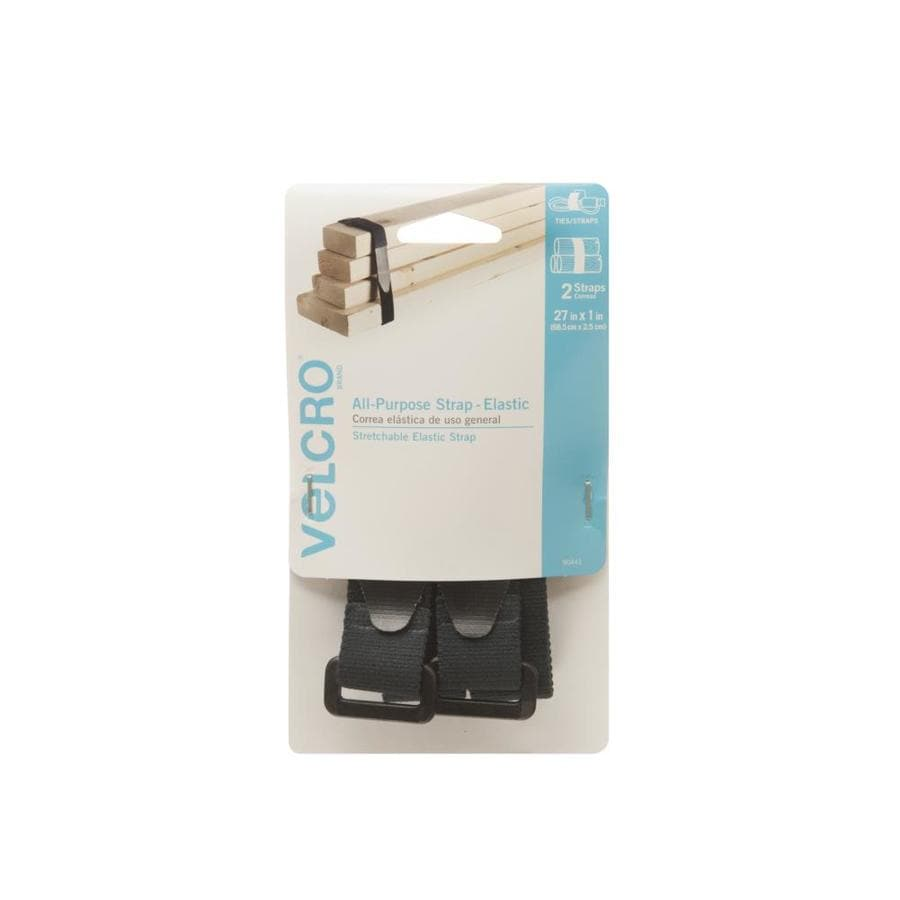 TIES/STRAPS
2 Straps
Correas
27 in x 1 in
(68.5 cm x 2.5 cm)
VELCRO®
BRAND
All-Purpose Strap - Elastic
Correa elástica de uso general
Stretchable Elastic Strap
90441